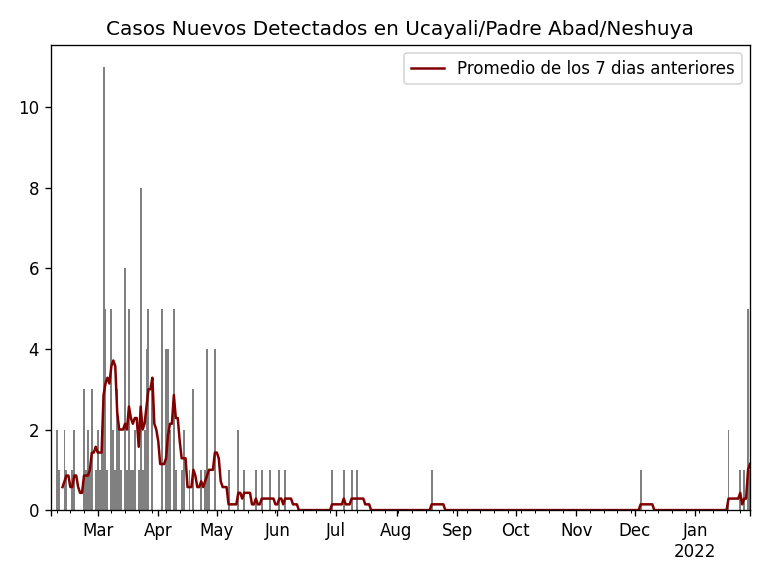 Casos Nuevos Detectados en Ucayali/Padre Abad/Neshuya
Promedio de los 7 dias anteriores
10
8
6
4
2
0
Mar Apr May Jun Jul Aug Sep Oct Nov Dec Jan
2022